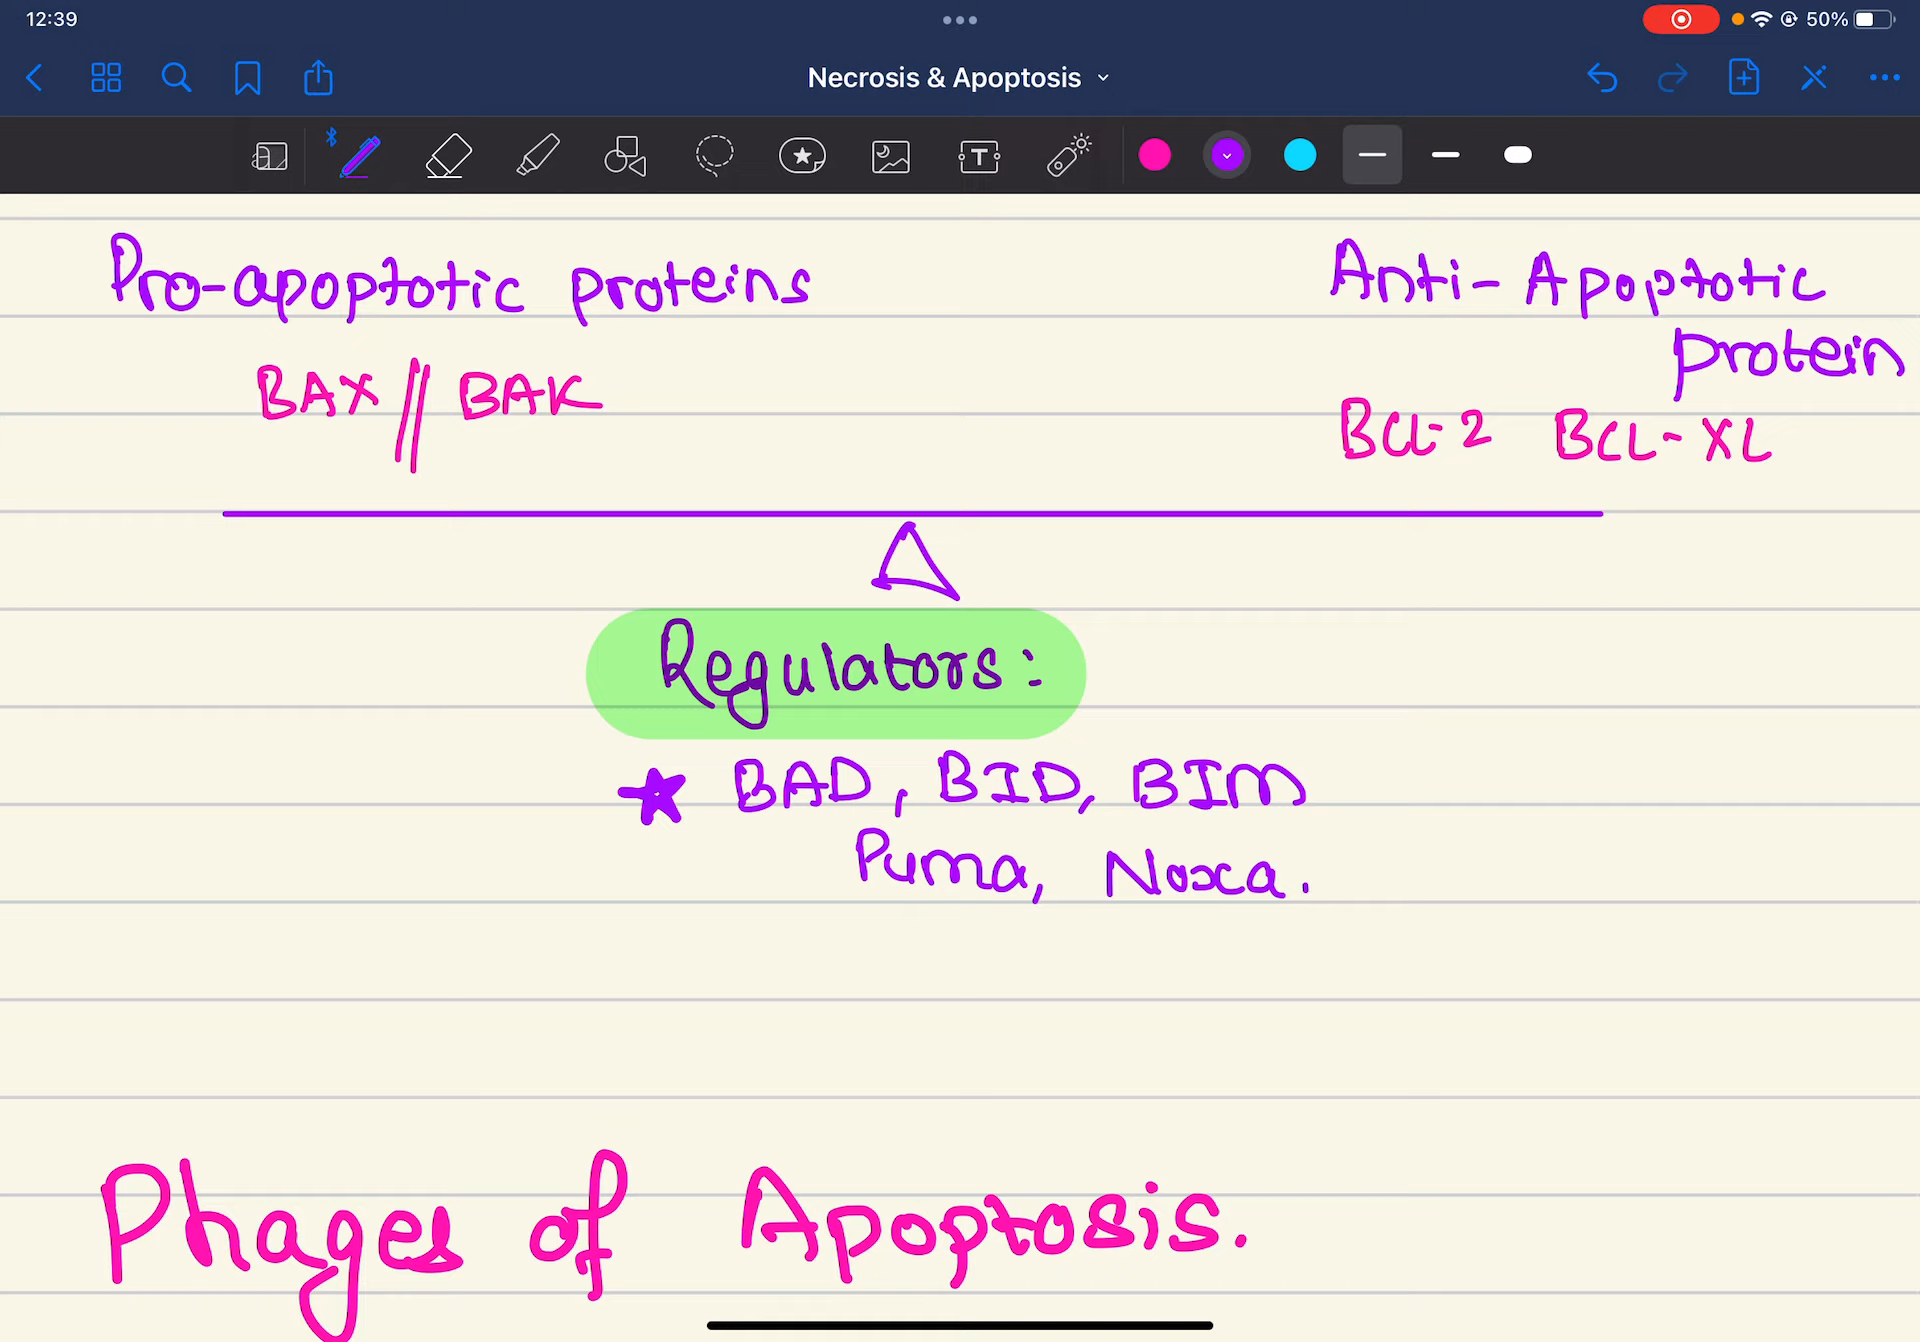 12:39
50%
Necrosis & Apoptosis
Pro-apoptotic proteins
Anti-Apoptotic
protein
BAX // BAK
BCL-2 BCL-XL
Regulators:
★ BAD, BID, BIM
Puma, Noxa.
Phages of Apoptosis.